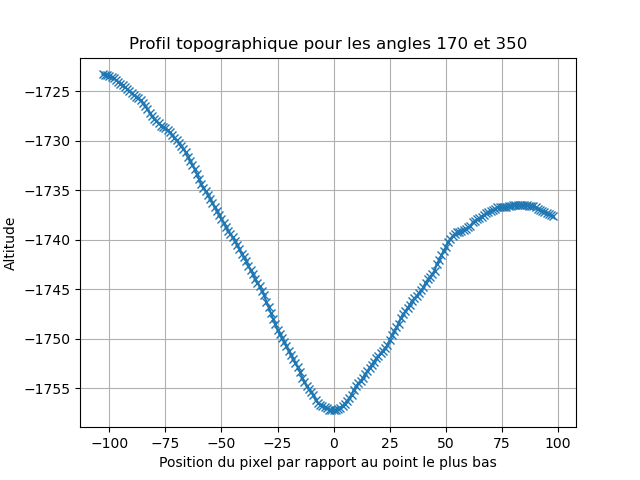 Profil topographique pour les angles 170 et 350
Altitude
−1725
−1730
−1735
−1740
−1745
−1750
−1755
−100 −75 −50 −25 0 25 50 75 100
Position du pixel par rapport au point le plus bas